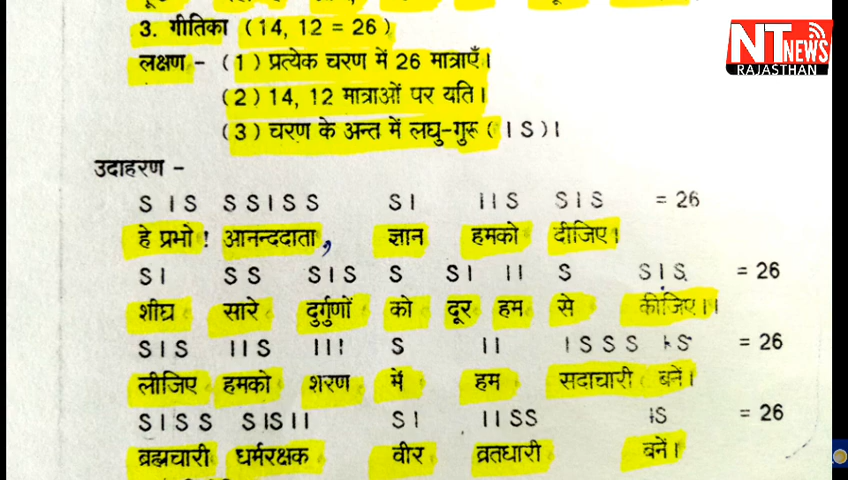 3. गीतिका (14, 12 = 26)
लक्षण - (1) प्रत्येक चरण में 26 मात्राएँ।
(2) 14, 12 मात्राओं पर यति।
(3) चरण के अन्त में लघु-गुरू (I S)।
उदाहरण -
S I S S S I S S S I I I S S I S = 26
हे प्रभो ! आनन्ददाता, ज्ञान हमको दीजिए।
S I S S S I S S S I I I S S I S = 26
शीघ्र सारे दुर्गुणों को दूर हम से कीजिए।।
S I S I I S I I I S I I I S S S I S = 26
लीजिए हमको शरण में हम सदाचारी बनें।
S I S S S I S I I S I I I S S I S = 26
ब्रह्मचारी धर्मरक्षक वीर व्रतधारी बनें।
NT NEWS
RAJASTHAN